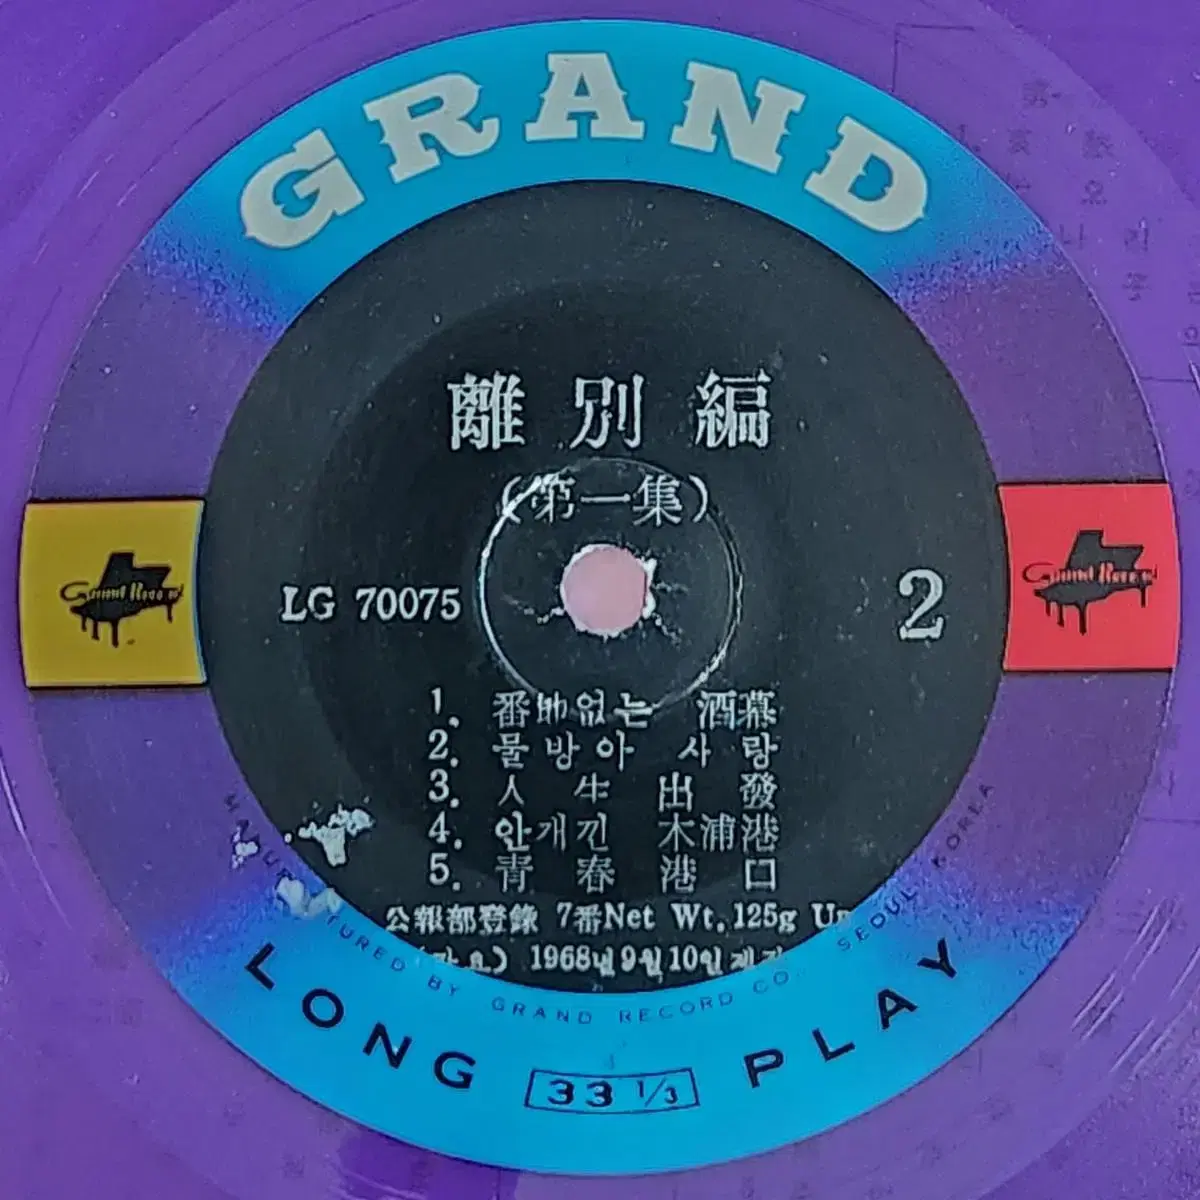 GRAND
離別編
(第一集)
Grand Record
LG 70075
2
Grand Record
1. 番地없는 酒幕
2. 물방아 사랑
3. 人生出發
4. 안개낀 木浦港
5. 靑春港口
公報部登錄 7番 Net Wt. 125g
1968년 9월 10일 제작
MANUFACTURED BY GRAND RECORD CO., SEOUL KOREA
LONG 33 1/3 PLAY